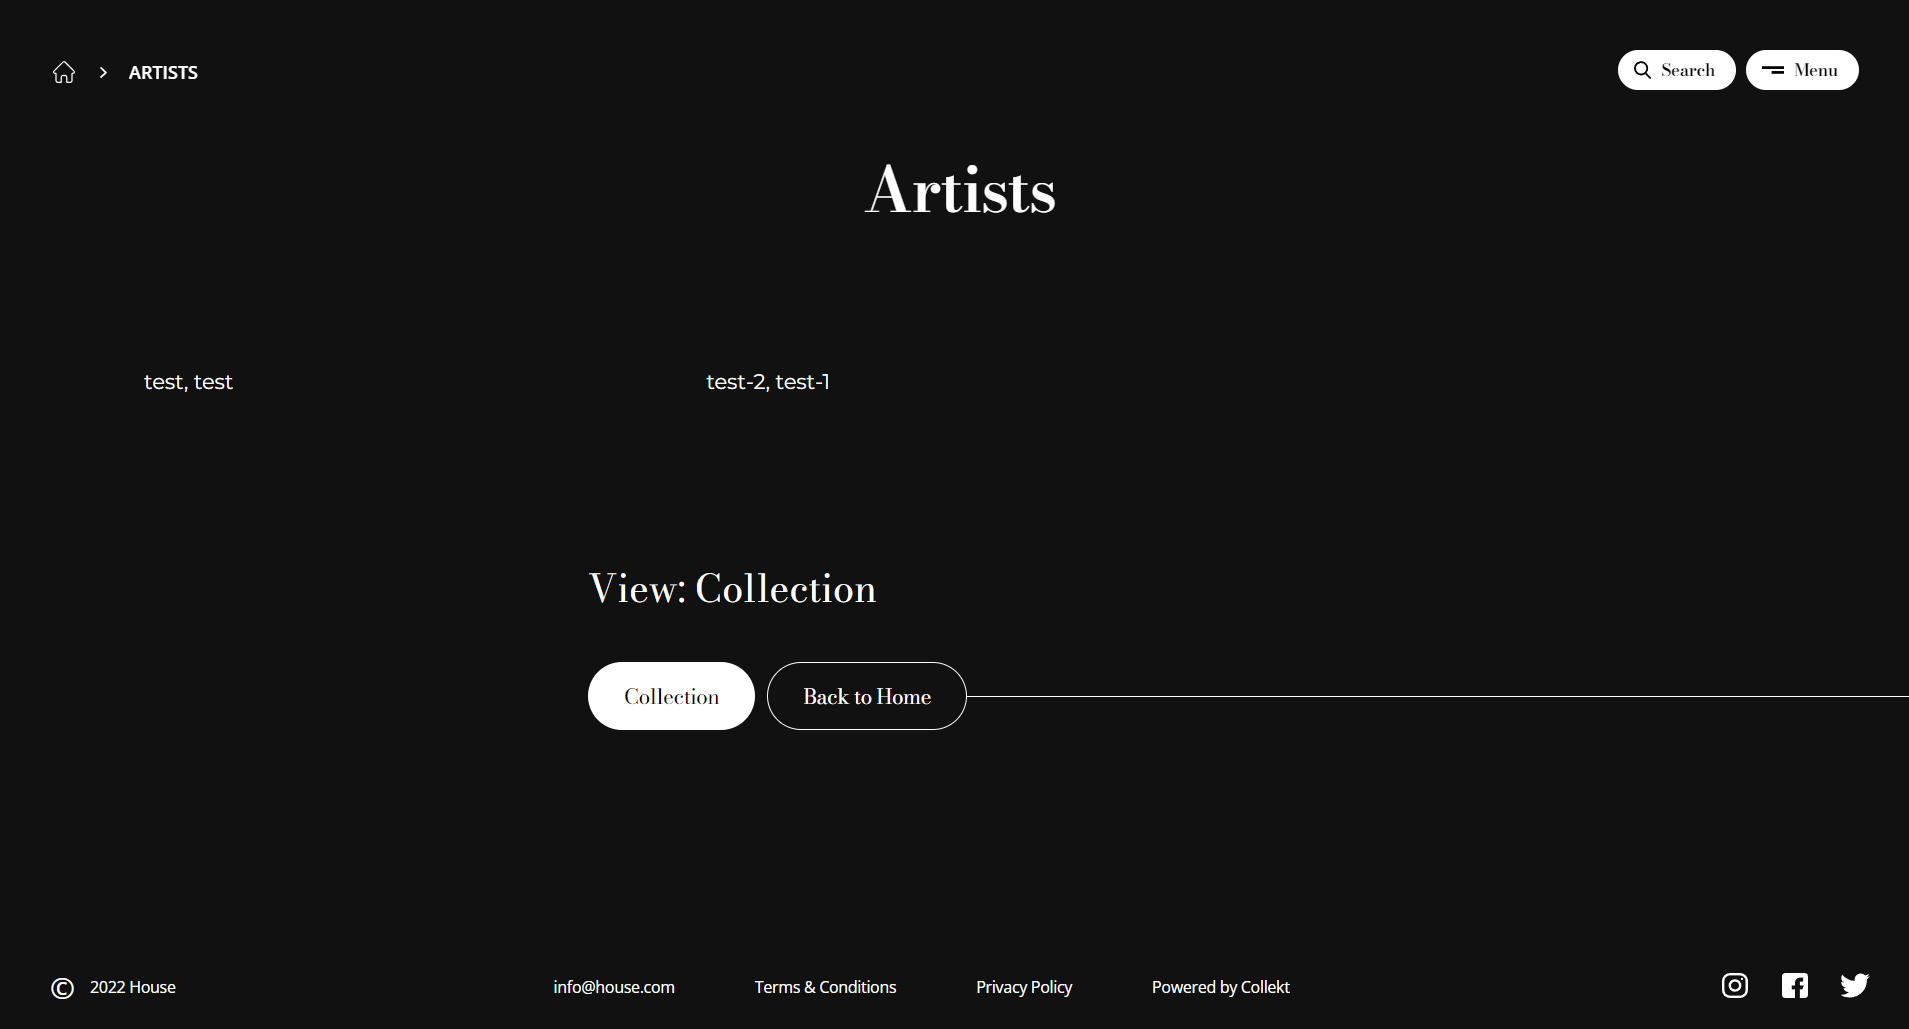 ARTISTS
Search
Menu
Artists
test, test
test-2, test-1
View: Collection
Collection
Back to Home
© 2022 House
info@house.com
Terms & Conditions
Privacy Policy
Powered by Collekt